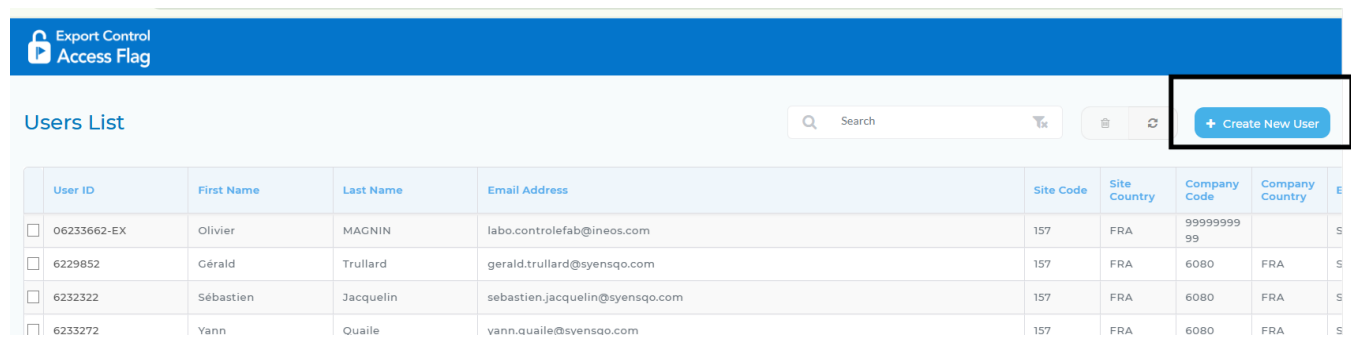 Export Control
Access Flag
Users List
Search
+ Create New User
User ID First Name Last Name Email Address Site Code Site Country Company Code Company Country E
06233662-EX Olivier MAGNIN labo.controlefab@ineos.com 157 FRA 9999999999 S
6229852 Gérald Trullard gerald.trullard@syensqo.com 157 FRA 6080 FRA S
6232322 Sébastien Jacquelin sebastien.jacquelin@syensqo.com 157 FRA 6080 FRA S
6233272 Yann Quaile yann.quaile@syensqo.com 157 FRA 6080 FRA S